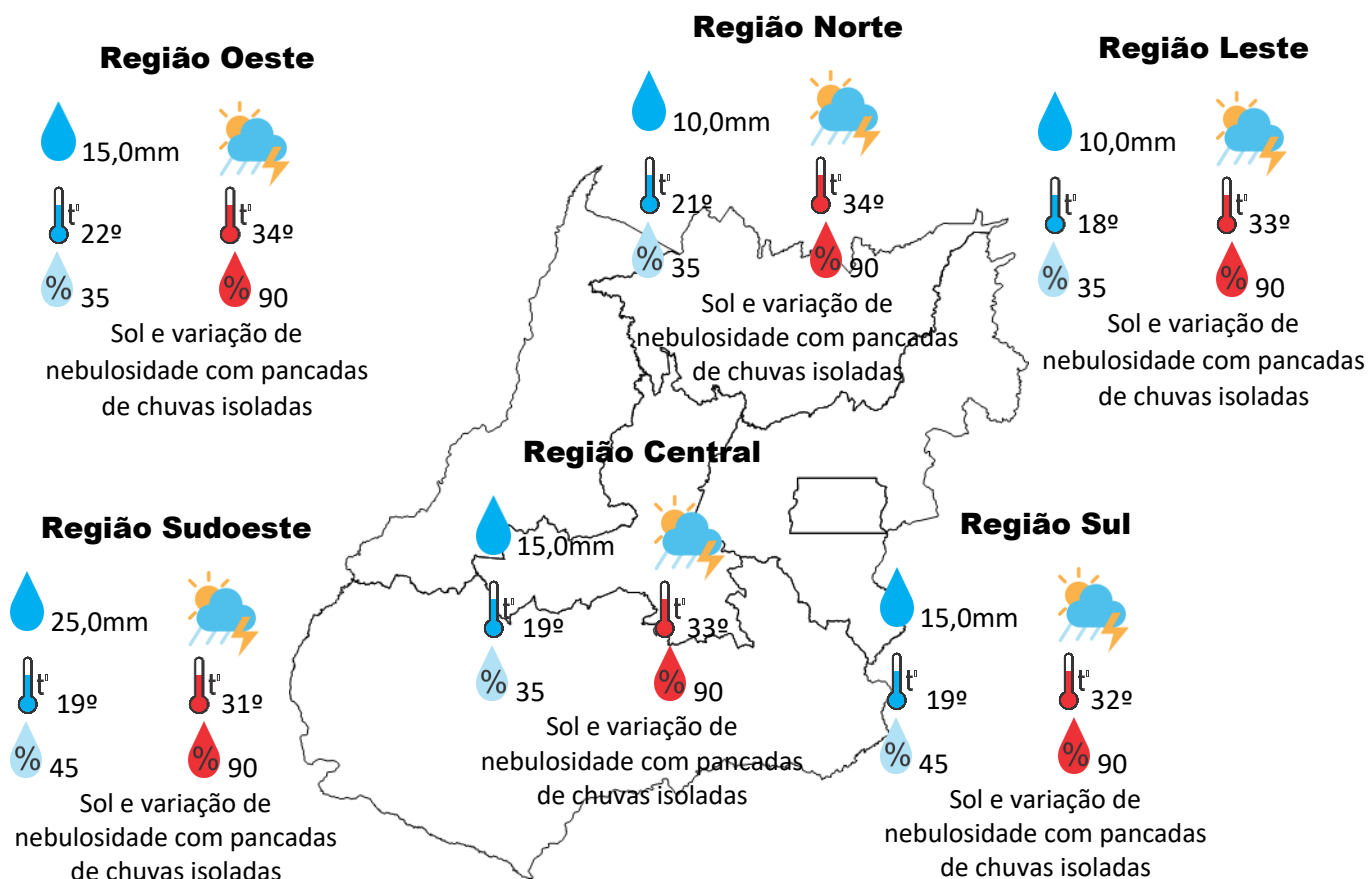 Região Oeste
15,0mm
t°
22º
34º
%
35
%
90
Sol e variação de
nebulosidade com pancadas
de chuvas isoladas
Região Norte
10,0mm
t°
21º
t°
34º
%
35
%
90
Sol e variação de
nebulosidade com pancadas
de chuvas isoladas
Região Leste
10,0mm
t°
18º
t°
33º
%
35
%
90
Sol e variação de
nebulosidade com pancadas
de chuvas isoladas
Região Central
15,0mm
t°
19º
t°
33º
%
35
%
90
Sol e variação de
nebulosidade com pancadas
de chuvas isoladas
Região Sudoeste
25,0mm
t°
19º
t°
31º
%
45
%
90
Sol e variação de
nebulosidade com pancadas
de chuvas isoladas
Região Sul
15,0mm
t°
19º
t°
32º
%
45
%
90
Sol e variação de
nebulosidade com pancadas
de chuvas isoladas